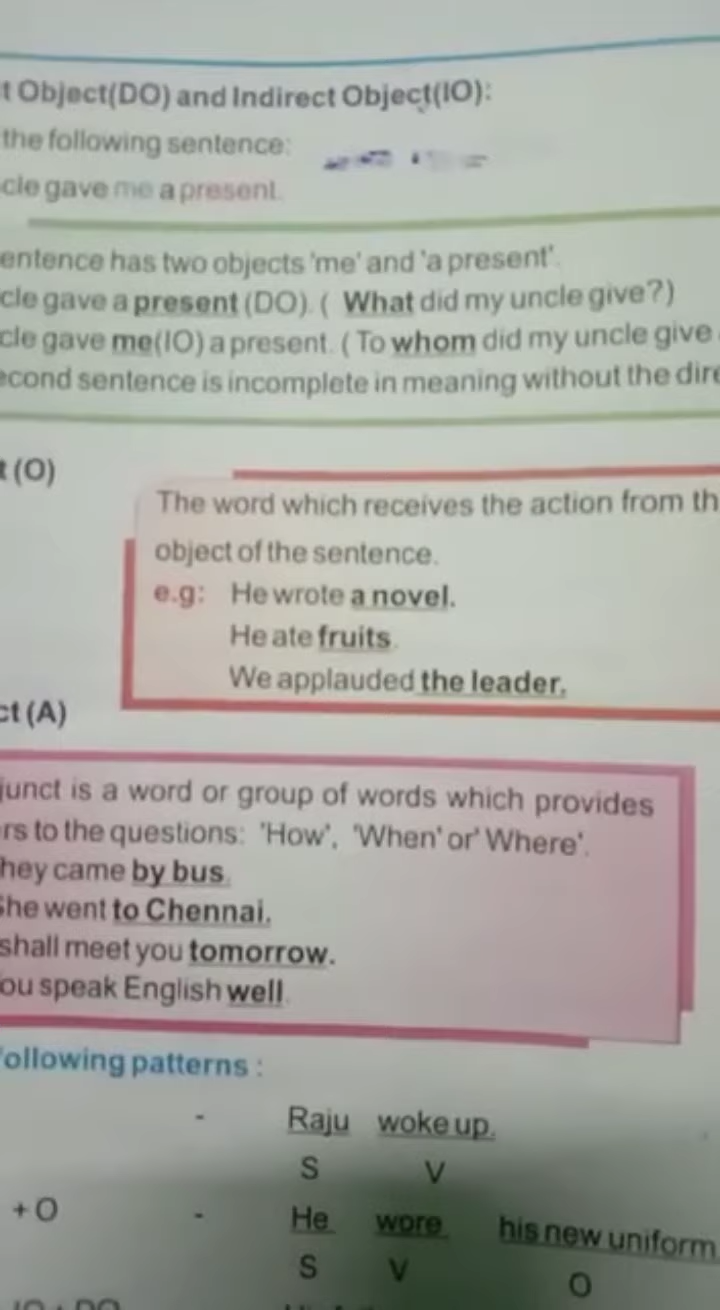 t Object(DO) and Indirect Object(IO):
the following sentence:
cle gave me a present.
entence has two objects 'me' and 'a present'.
cle gave a present (DO). ( What did my uncle give?)
cle gave me(IO) a present. ( To whom did my uncle give
econd sentence is incomplete in meaning without the dire
t (O)
The word which receives the action from th
object of the sentence.
e.g: He wrote a novel.
He ate fruits.
We applauded the leader.
ct (A)
junct is a word or group of words which provides
rs to the questions: 'How', 'When' or' Where'.
hey came by bus.
She went to Chennai.
shall meet you tomorrow.
ou speak English well.
following patterns :
- Raju woke up.
S V
+ O - He wore his new uniform
S V O
IO + DO